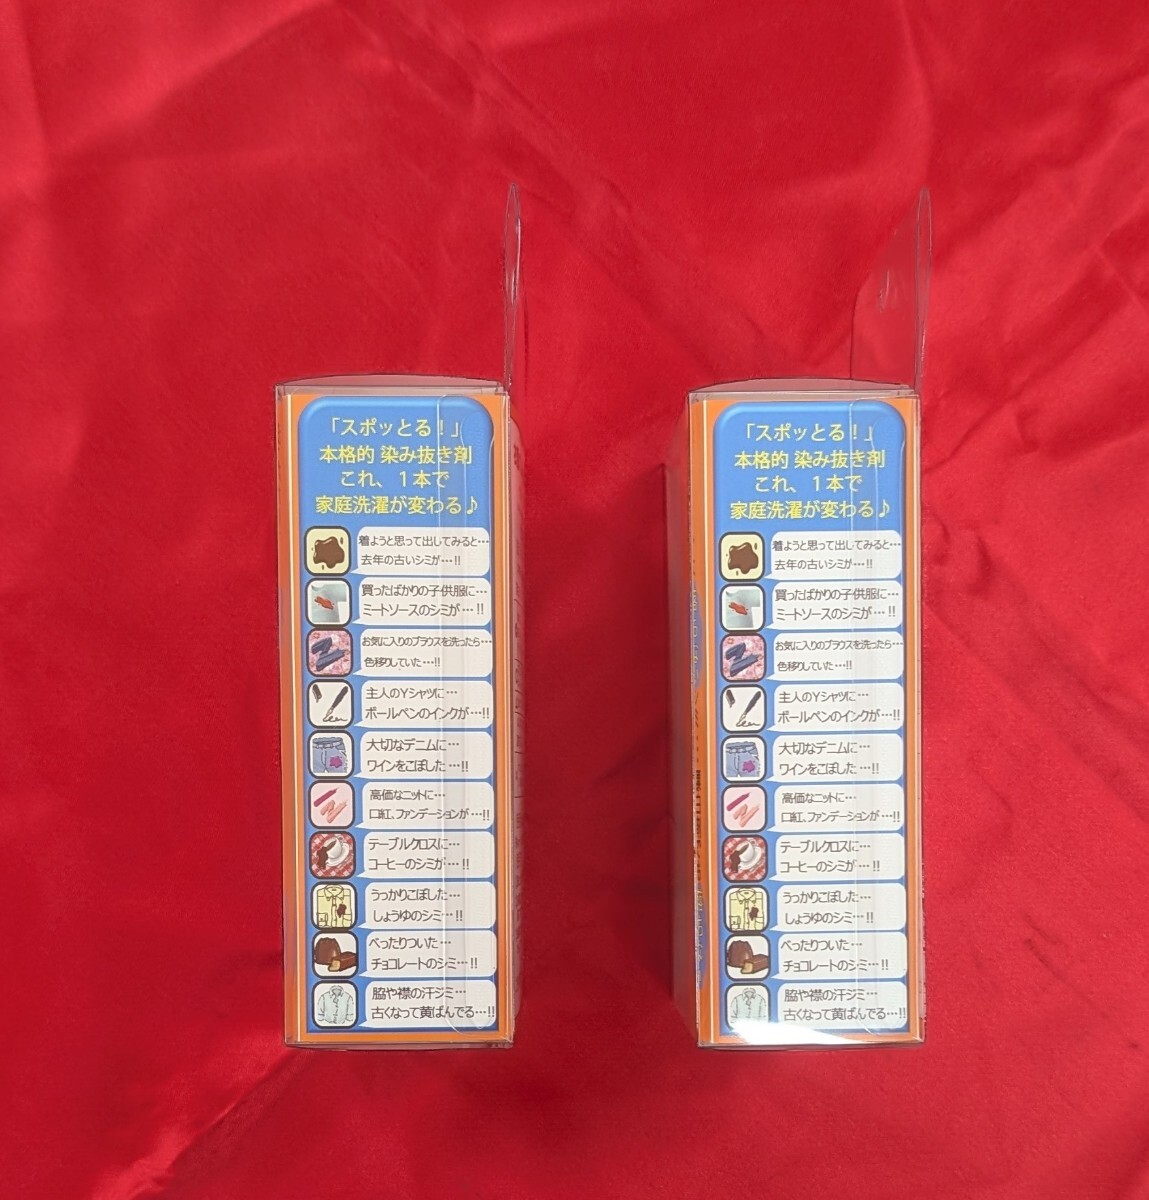 「スポッとる！」
本格的 染み抜き剤
これ、１本で
家庭洗濯が変わる♪
着ようと思って出してみると…
去年の古いシミが…!!
買ったばかりの子供服に…
ミートソースのシミが…!!
お気に入りのブラウスを洗ったら…
色移りしていた…!!
主人のYシャツに…
ボールペンのインクが…!!
大切なデニムに…
ワインをこぼした…!!
高価なニットに…
口紅、ファンデーションが…!!
テーブルクロスに…
コーヒーのシミが…!!
うっかりこぼした…
しょうゆのシミ…!!
べったりついた…
チョコレートのシミ…!!
脇や襟の汗ジミ…
古くなって黄ばんでる…!!
「スポッとる！」
本格的 染み抜き剤
これ、１本で
家庭洗濯が変わる♪
着ようと思って出してみると…
去年の古いシミが…!!
買ったばかりの子供服に…
ミートソースのシミが…!!
お気に入りのブラウスを洗ったら…
色移りしていた…!!
主人のYシャツに…
ボールペンのインクが…!!
大切なデニムに…
ワインをこぼした…!!
高価なニットに…
口紅、ファンデーションが…!!
テーブルクロスに…
コーヒーのシミが…!!
うっかりこぼした…
しょうゆのシミ…!!
べったりついた…
チョコレートのシミ…!!
脇や襟の汗ジミ…
古くなって黄ばんでる…!!